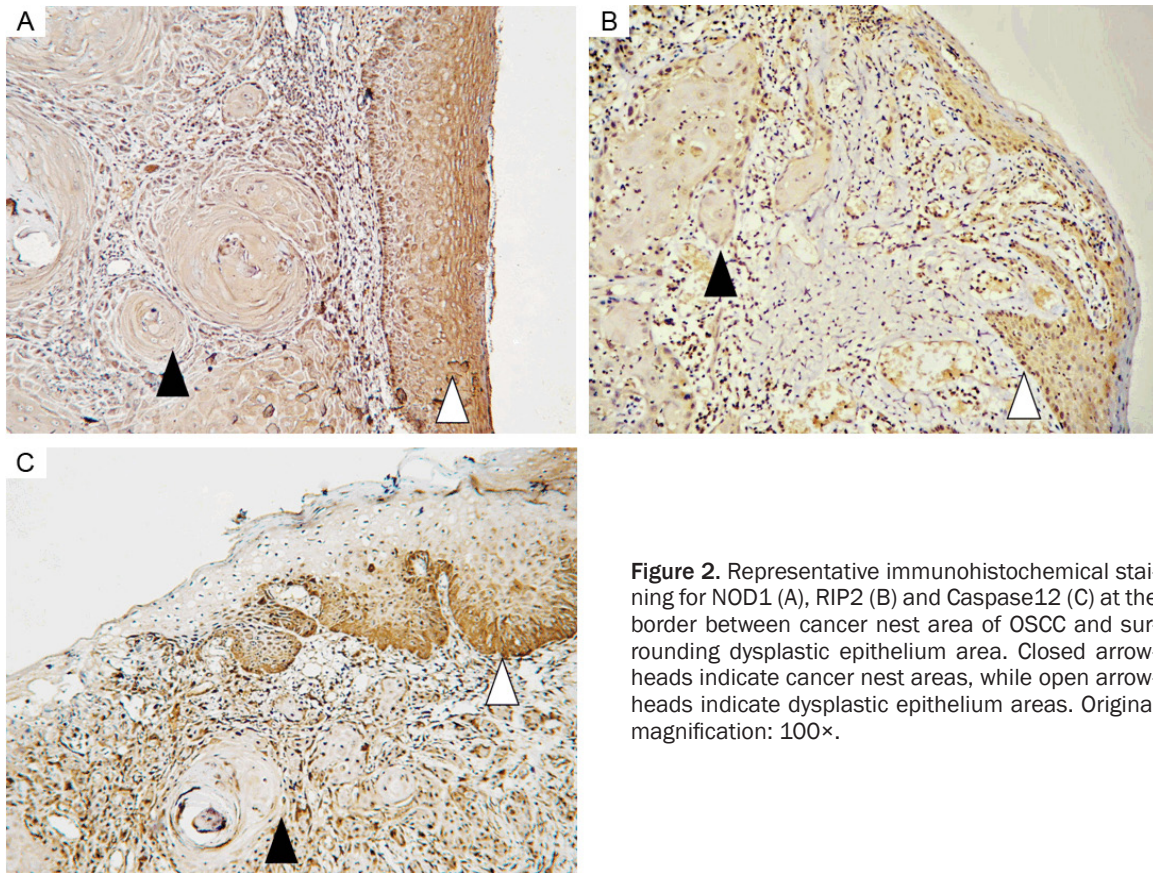 A
B
C
Figure 2. Representative immunohistochemical stai-
ning for NOD1 (A), RIP2 (B) and Caspase12 (C) at the
border between cancer nest area of OSCC and sur-
rounding dysplastic epithelium area. Closed arrow-
heads indicate cancer nest areas, while open arrow-
heads indicate dysplastic epithelium areas. Original
magnification: 100×.